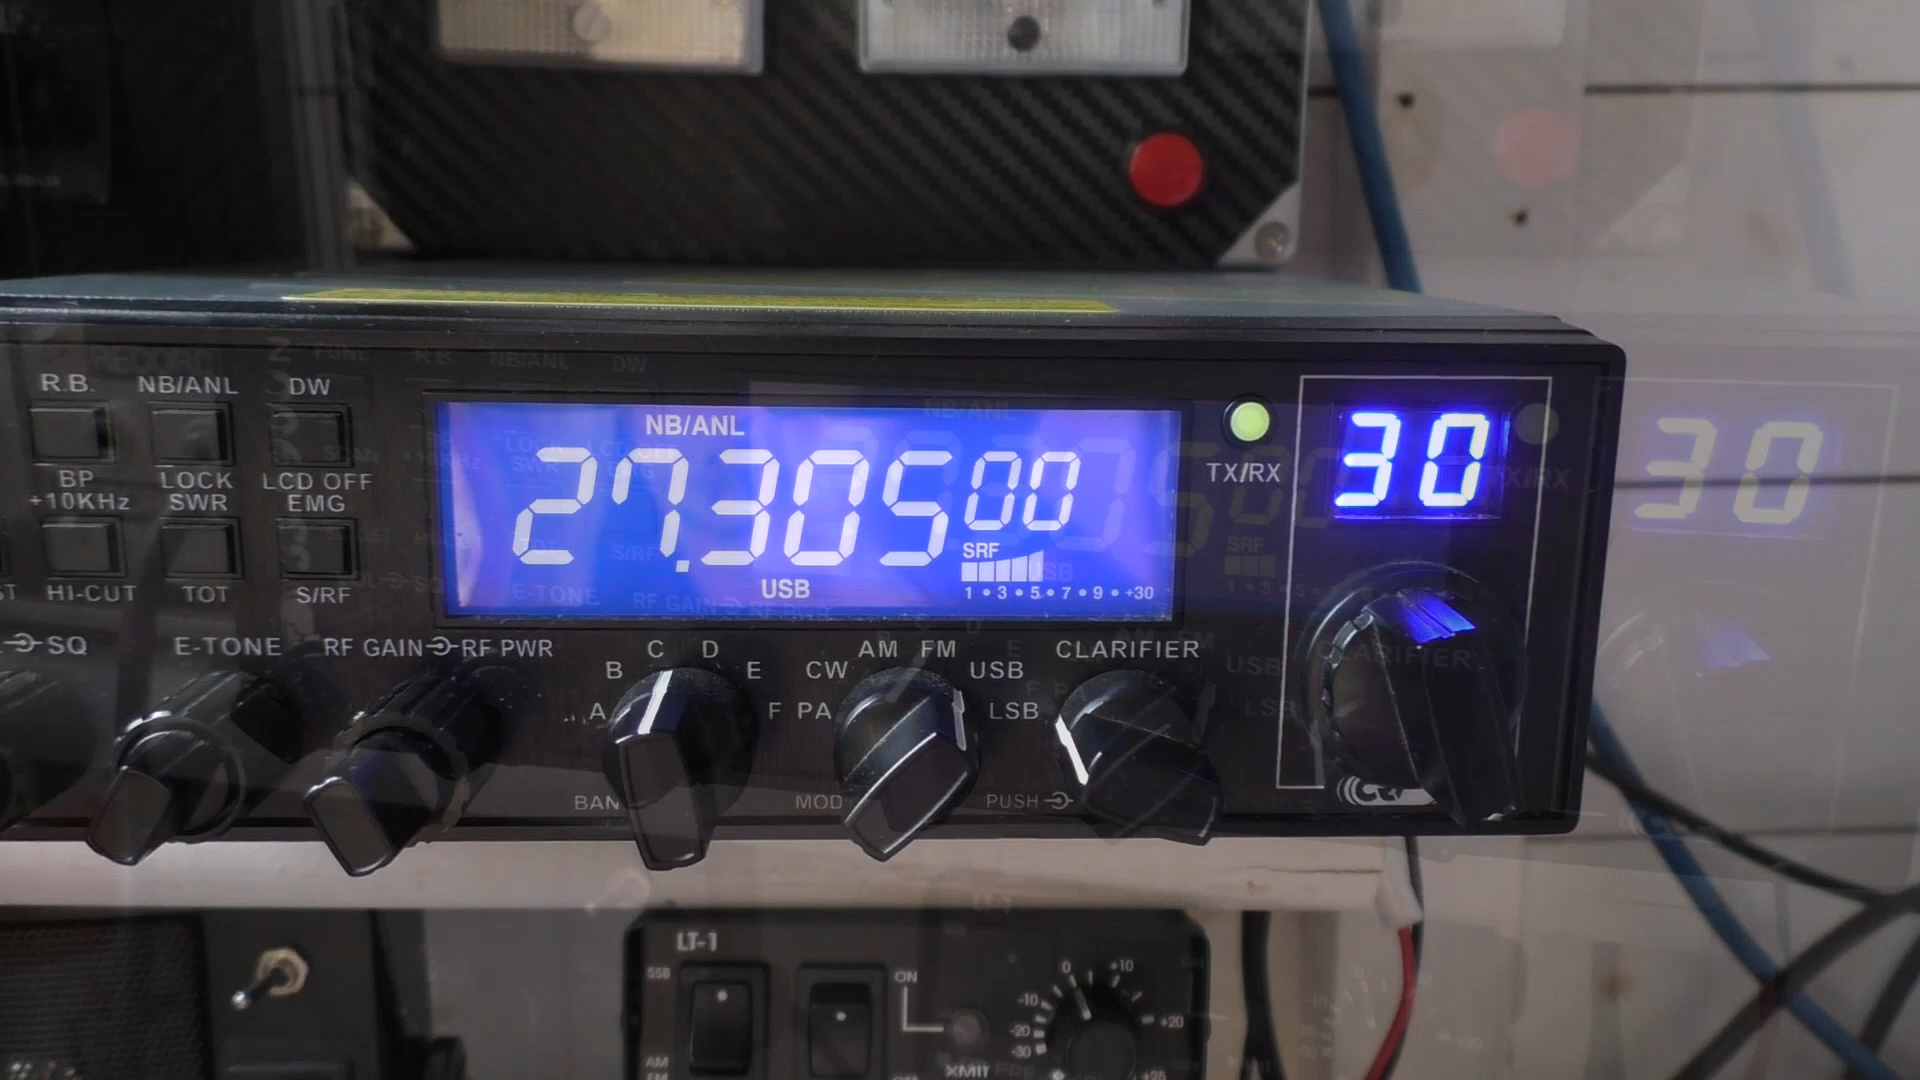 R.B. NB/ANL DW
BP LOCK LCD OFF
+10KHz SWR EMG
HI-CUT TOT S/RF
SQ E-TONE RF GAIN RF PWR
NB/ANL
27.305 00
SRF
USB
1 • 3 • 5 • 7 • 9 • +30
TX/RX
30
A B C D E F
PA CW AM FM USB LSB
CLARIFIER
PUSH
LT-1
SSB
AM
ON
XMIT
-30 -20 -10 0 +10 +20